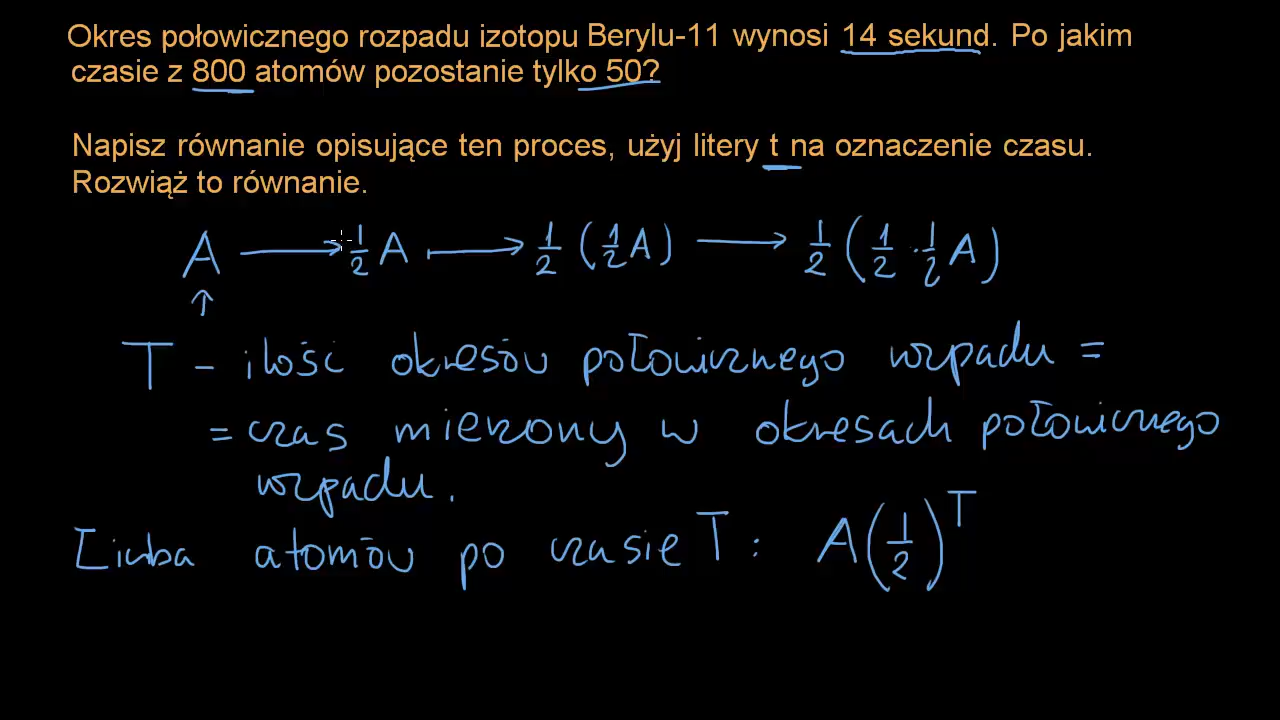 Okres połowicznego rozpadu izotopu Berylu-11 wynosi 14 sekund. Po jakim
czasie z 800 atomów pozostanie tylko 50?
Napisz równanie opisujące ten proces, użyj litery t na oznaczenie czasu.
Rozwiąż to równanie.
A → 1/2 A → 1/2 (1/2 A) → 1/2 (1/2 · 1/2 A)
↑
T - ilość okresów połowicznego rozpadu =
= czas mierzony w okresach połowicznego
rozpadu.
Liczba atomów po czasie T: A(1/2)^T